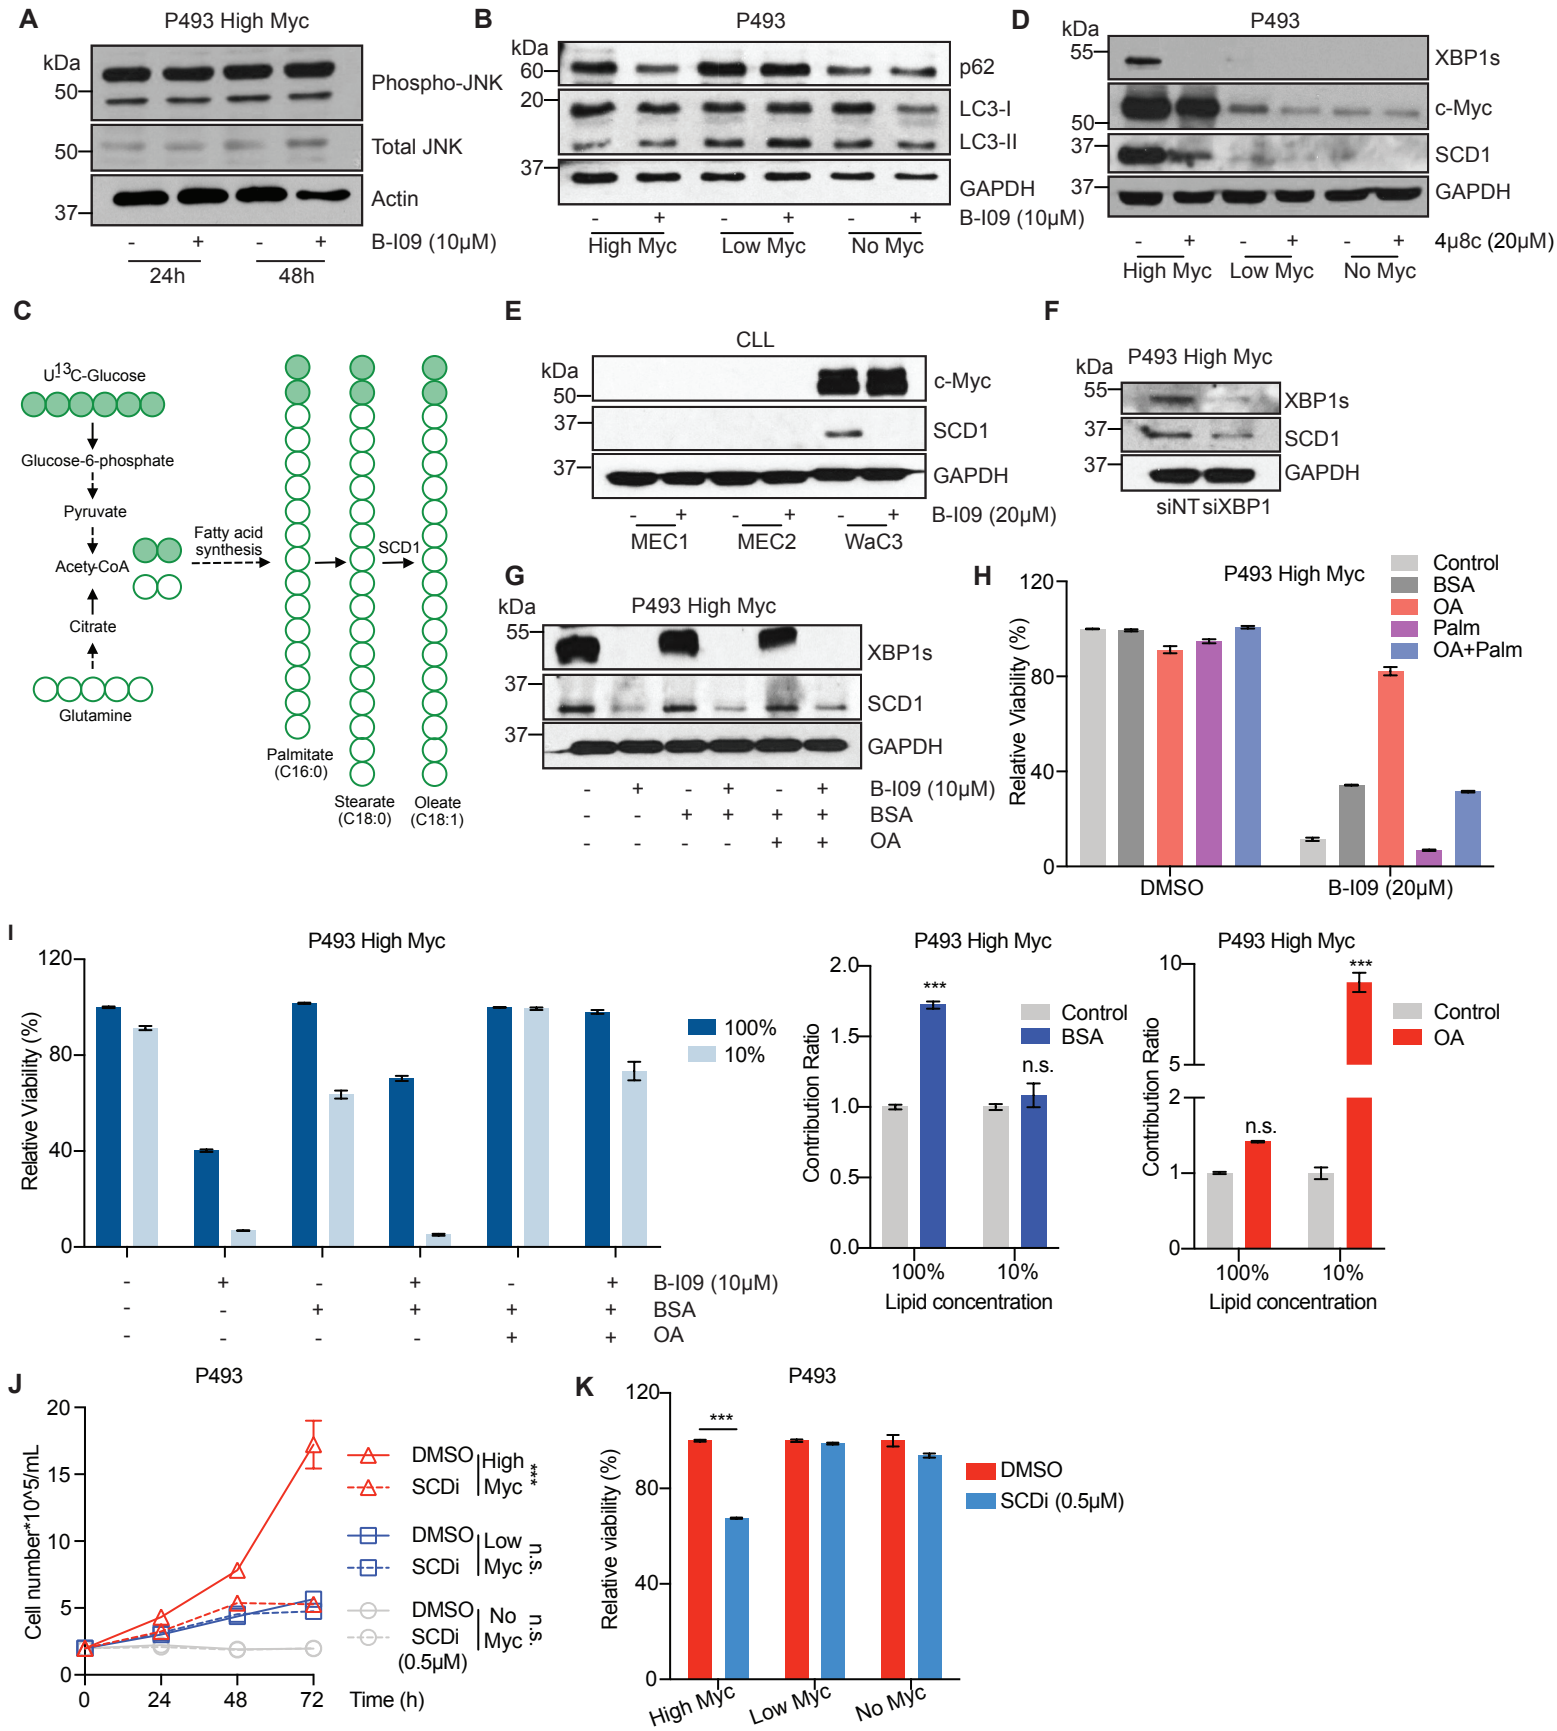 A
P493 High Myc
kDa
50
50
37
Phospho-JNK
Total JNK
Actin
- + - +
B-I09 (10µM)
24h 48h
B
P493
kDa
60
20
37
p62
LC3-I
LC3-II
GAPDH
- + - + - +
B-I09 (10µM)
High Myc Low Myc No Myc
D
P493
kDa
55
50
37
37
XBP1s
c-Myc
SCD1
GAPDH
- + - + - +
4µ8c (20µM)
High Myc Low Myc No Myc
C
U-13C-Glucose
Glucose-6-phosphate
Pyruvate
Acety-CoA
Citrate
Glutamine
Fatty acid
synthesis
SCD1
Palmitate
(C16:0)
Stearate
(C18:0)
Oleate
(C18:1)
E
CLL
kDa
50
37
37
c-Myc
SCD1
GAPDH
- + - + - +
B-I09 (20µM)
MEC1 MEC2 WaC3
F
P493 High Myc
kDa
55
37
37
XBP1s
SCD1
GAPDH
siNT siXBP1
G
P493 High Myc
kDa
55
37
37
XBP1s
SCD1
GAPDH
- + - + - + B-I09 (10µM)
- - + + + + BSA
- - - - + + OA
H
P493 High Myc
Control
BSA
OA
Palm
OA+Palm
Relative Viability (%)
120
80
40
0
DMSO B-I09 (20µM)
I
P493 High Myc
Relative Viability (%)
120
80
40
0
100%
10%
- + - + - + B-I09 (10µM)
- - + + + + BSA
- - - - + + OA
P493 High Myc
Contribution Ratio
2.0
1.5
1.0
0.5
0.0
***
n.s.
Control
BSA
100% 10%
Lipid concentration
P493 High Myc
Contribution Ratio
10
5
2
1
0
n.s.
***
Control
OA
100% 10%
Lipid concentration
J
P493
Cell number*10^5/mL
20
15
10
5
0
0 24 48 72 Time (h)
DMSO
SCDi
High
Myc
***
DMSO
SCDi
Low
Myc
n.s.
DMSO
SCDi
(0.5µM)
No
Myc
n.s.
K
P493
Relative viability (%)
120
80
40
0
***
DMSO
SCDi (0.5µM)
High Myc Low Myc No Myc